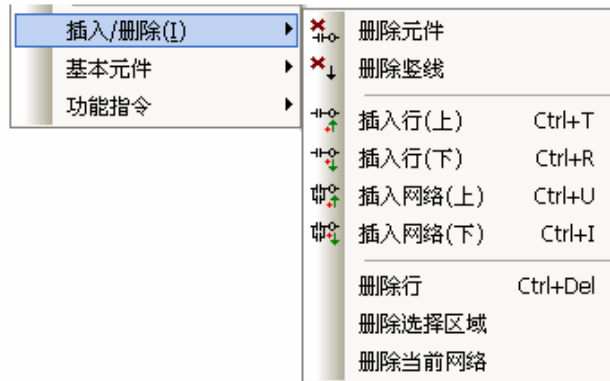 插入/删除(I)
基本元件
功能指令
删除元件
删除竖线
插入行(上) Ctrl+T
插入行(下) Ctrl+R
插入网络(上) Ctrl+U
插入网络(下) Ctrl+I
删除行 Ctrl+Del
删除选择区域
删除当前网络